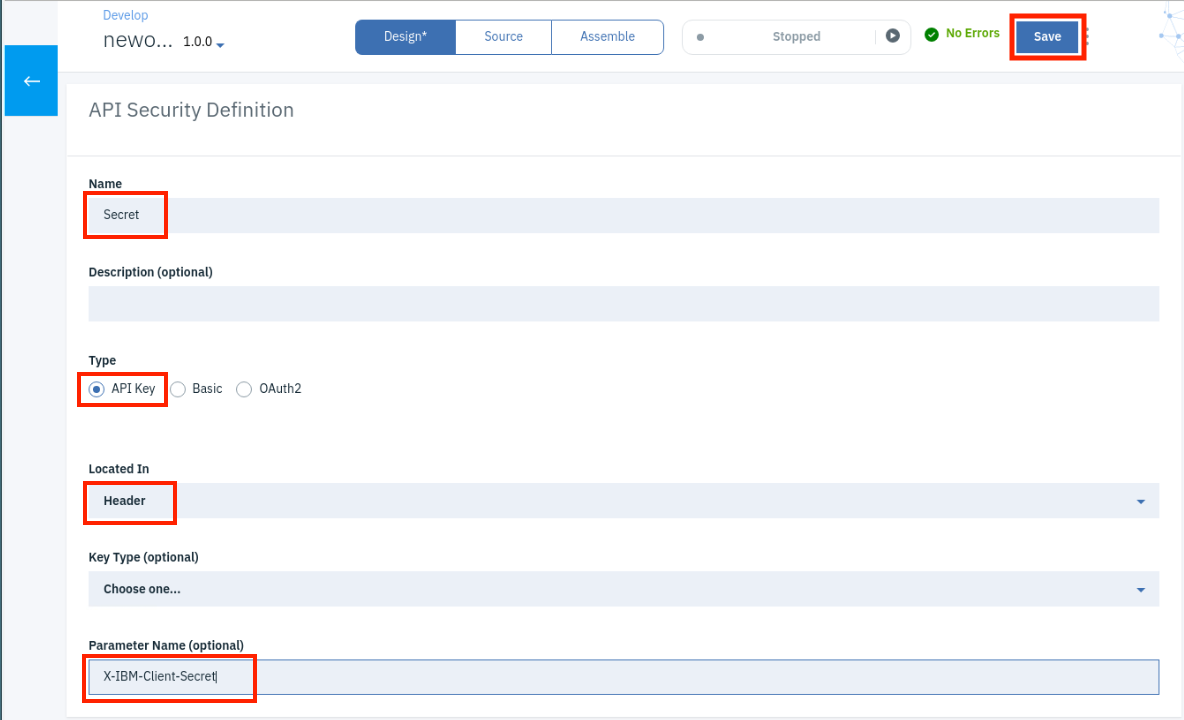 Develop
newo... 1.0.0
Design* Source Assemble
Stopped
No Errors
Save
API Security Definition
Name
Secret
Description (optional)
Type
API Key Basic OAuth2
Located In
Header
Key Type (optional)
Choose one...
Parameter Name (optional)
X-IBM-Client-Secret